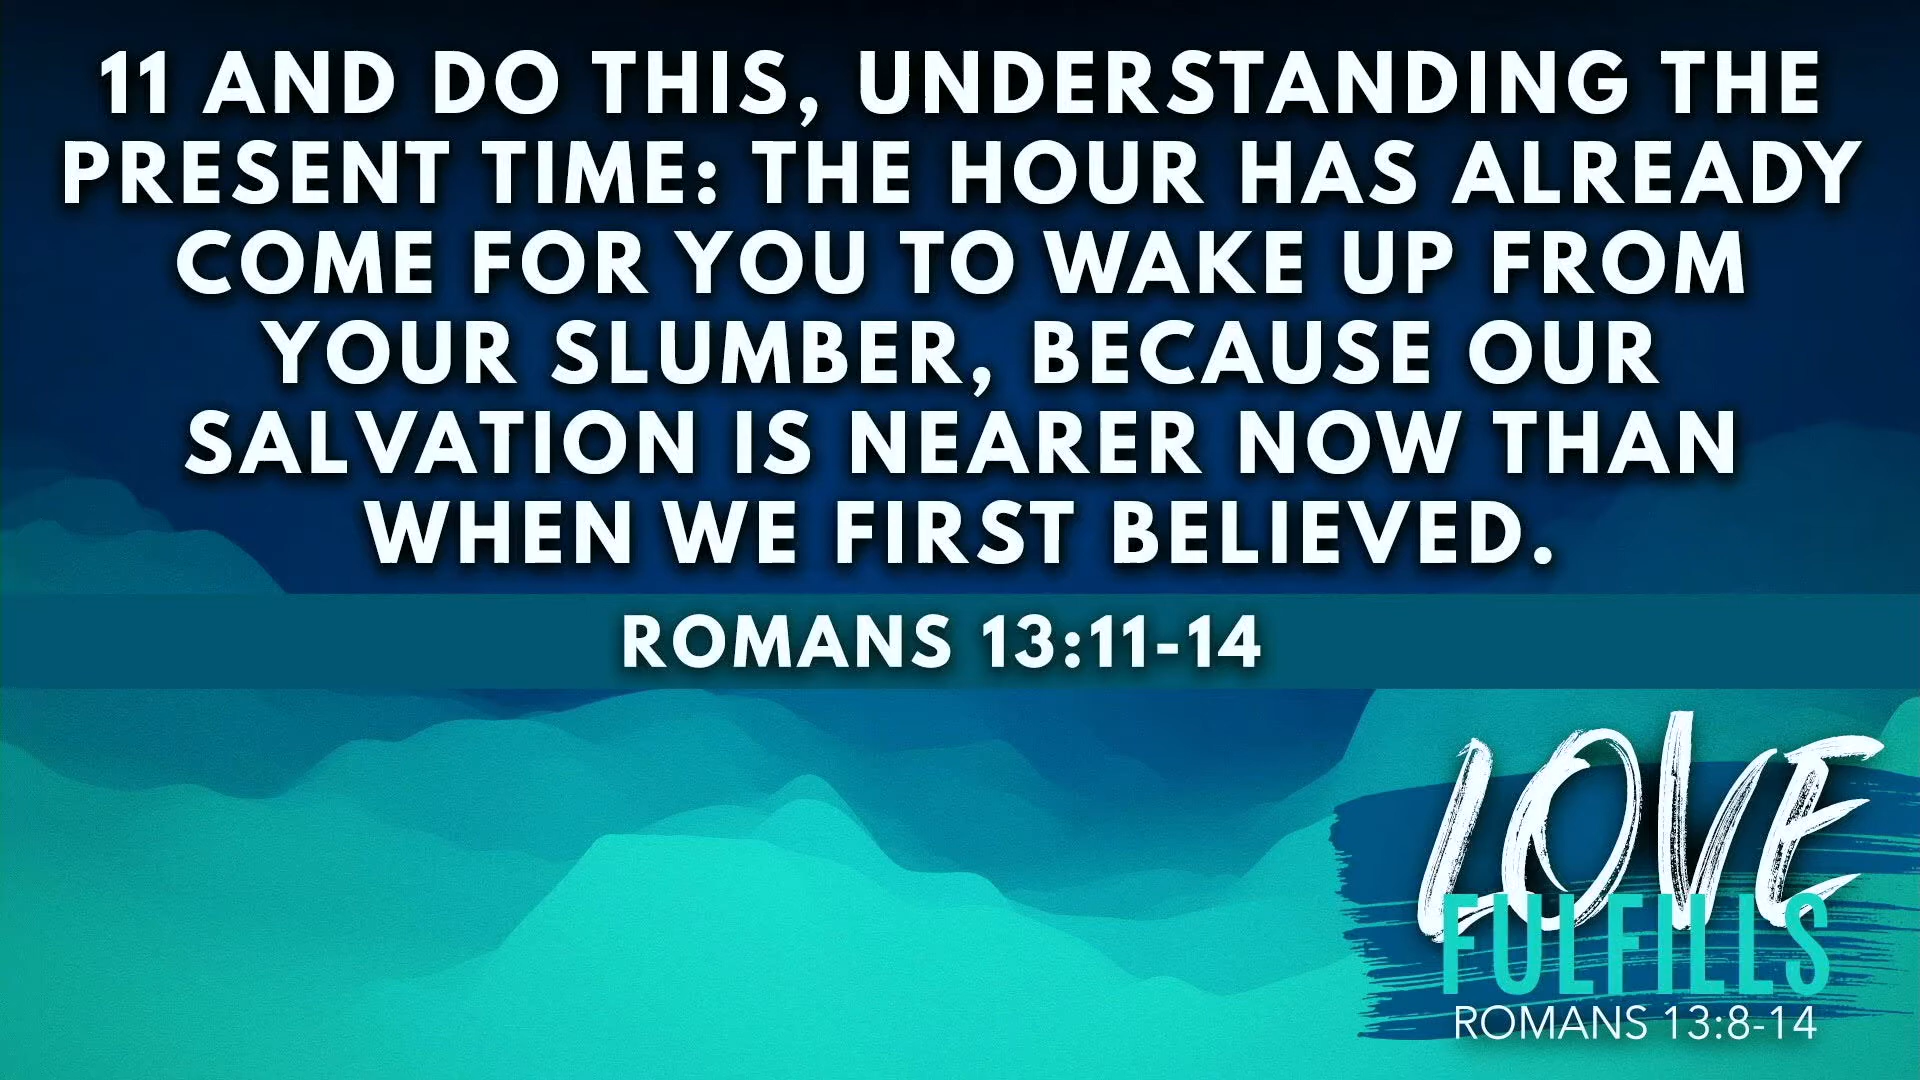 11 AND DO THIS, UNDERSTANDING THE
PRESENT TIME: THE HOUR HAS ALREADY
COME FOR YOU TO WAKE UP FROM
YOUR SLUMBER, BECAUSE OUR
SALVATION IS NEARER NOW THAN
WHEN WE FIRST BELIEVED.
ROMANS 13:11-14
LOVE
FULFILLS
ROMANS 13:8-14